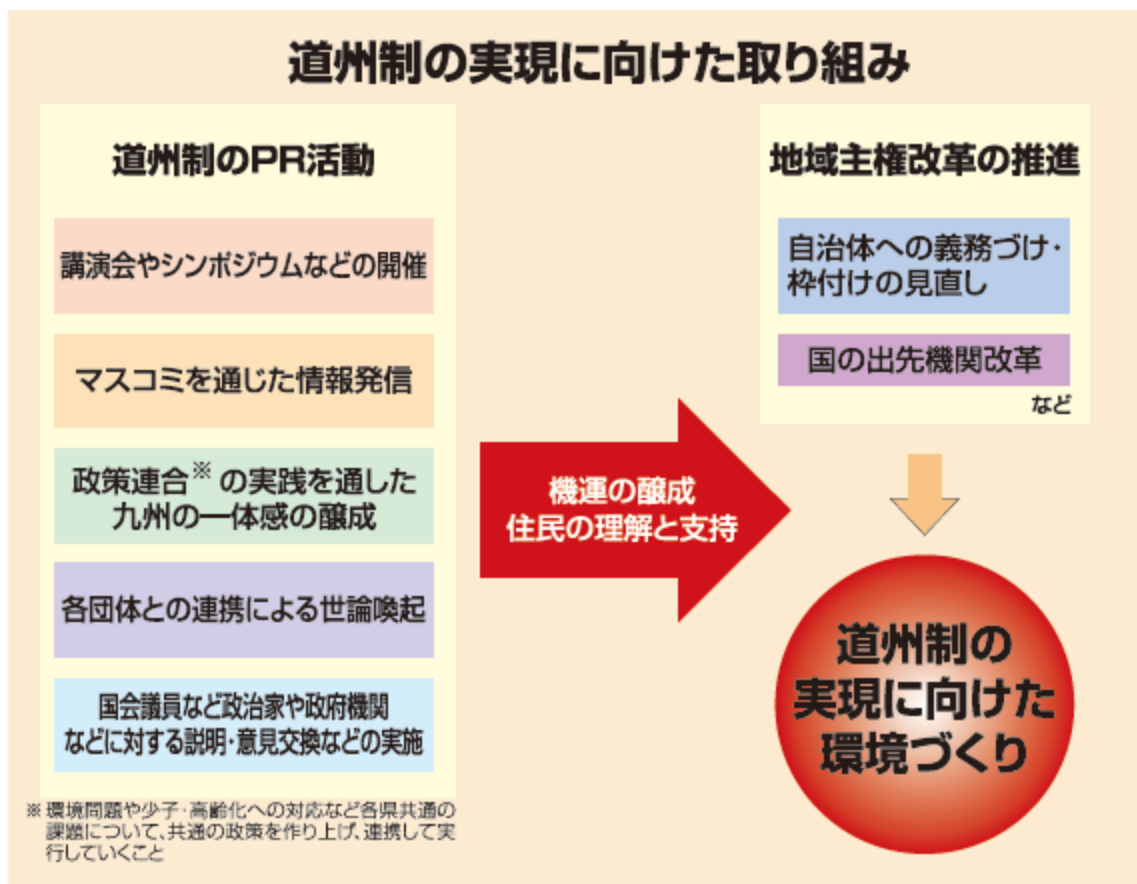 道州制の実現に向けた取り組み
道州制のPR活動
講演会やシンポジウムなどの開催
マスコミを通じた情報発信
政策連合※の実践を通した
九州の一体感の醸成
各団体との連携による世論喚起
国会議員など政治家や政府機関
などに対する説明・意見交換などの実施
※環境問題や少子・高齢化への対応など各県共通の
課題について、共通の政策を作り上げ、連携して実
行していくこと
機運の醸成
住民の理解と支持
地域主権改革の推進
自治体への義務づけ・
枠付けの見直し
国の出先機関改革
など
道州制の
実現に向けた
環境づくり